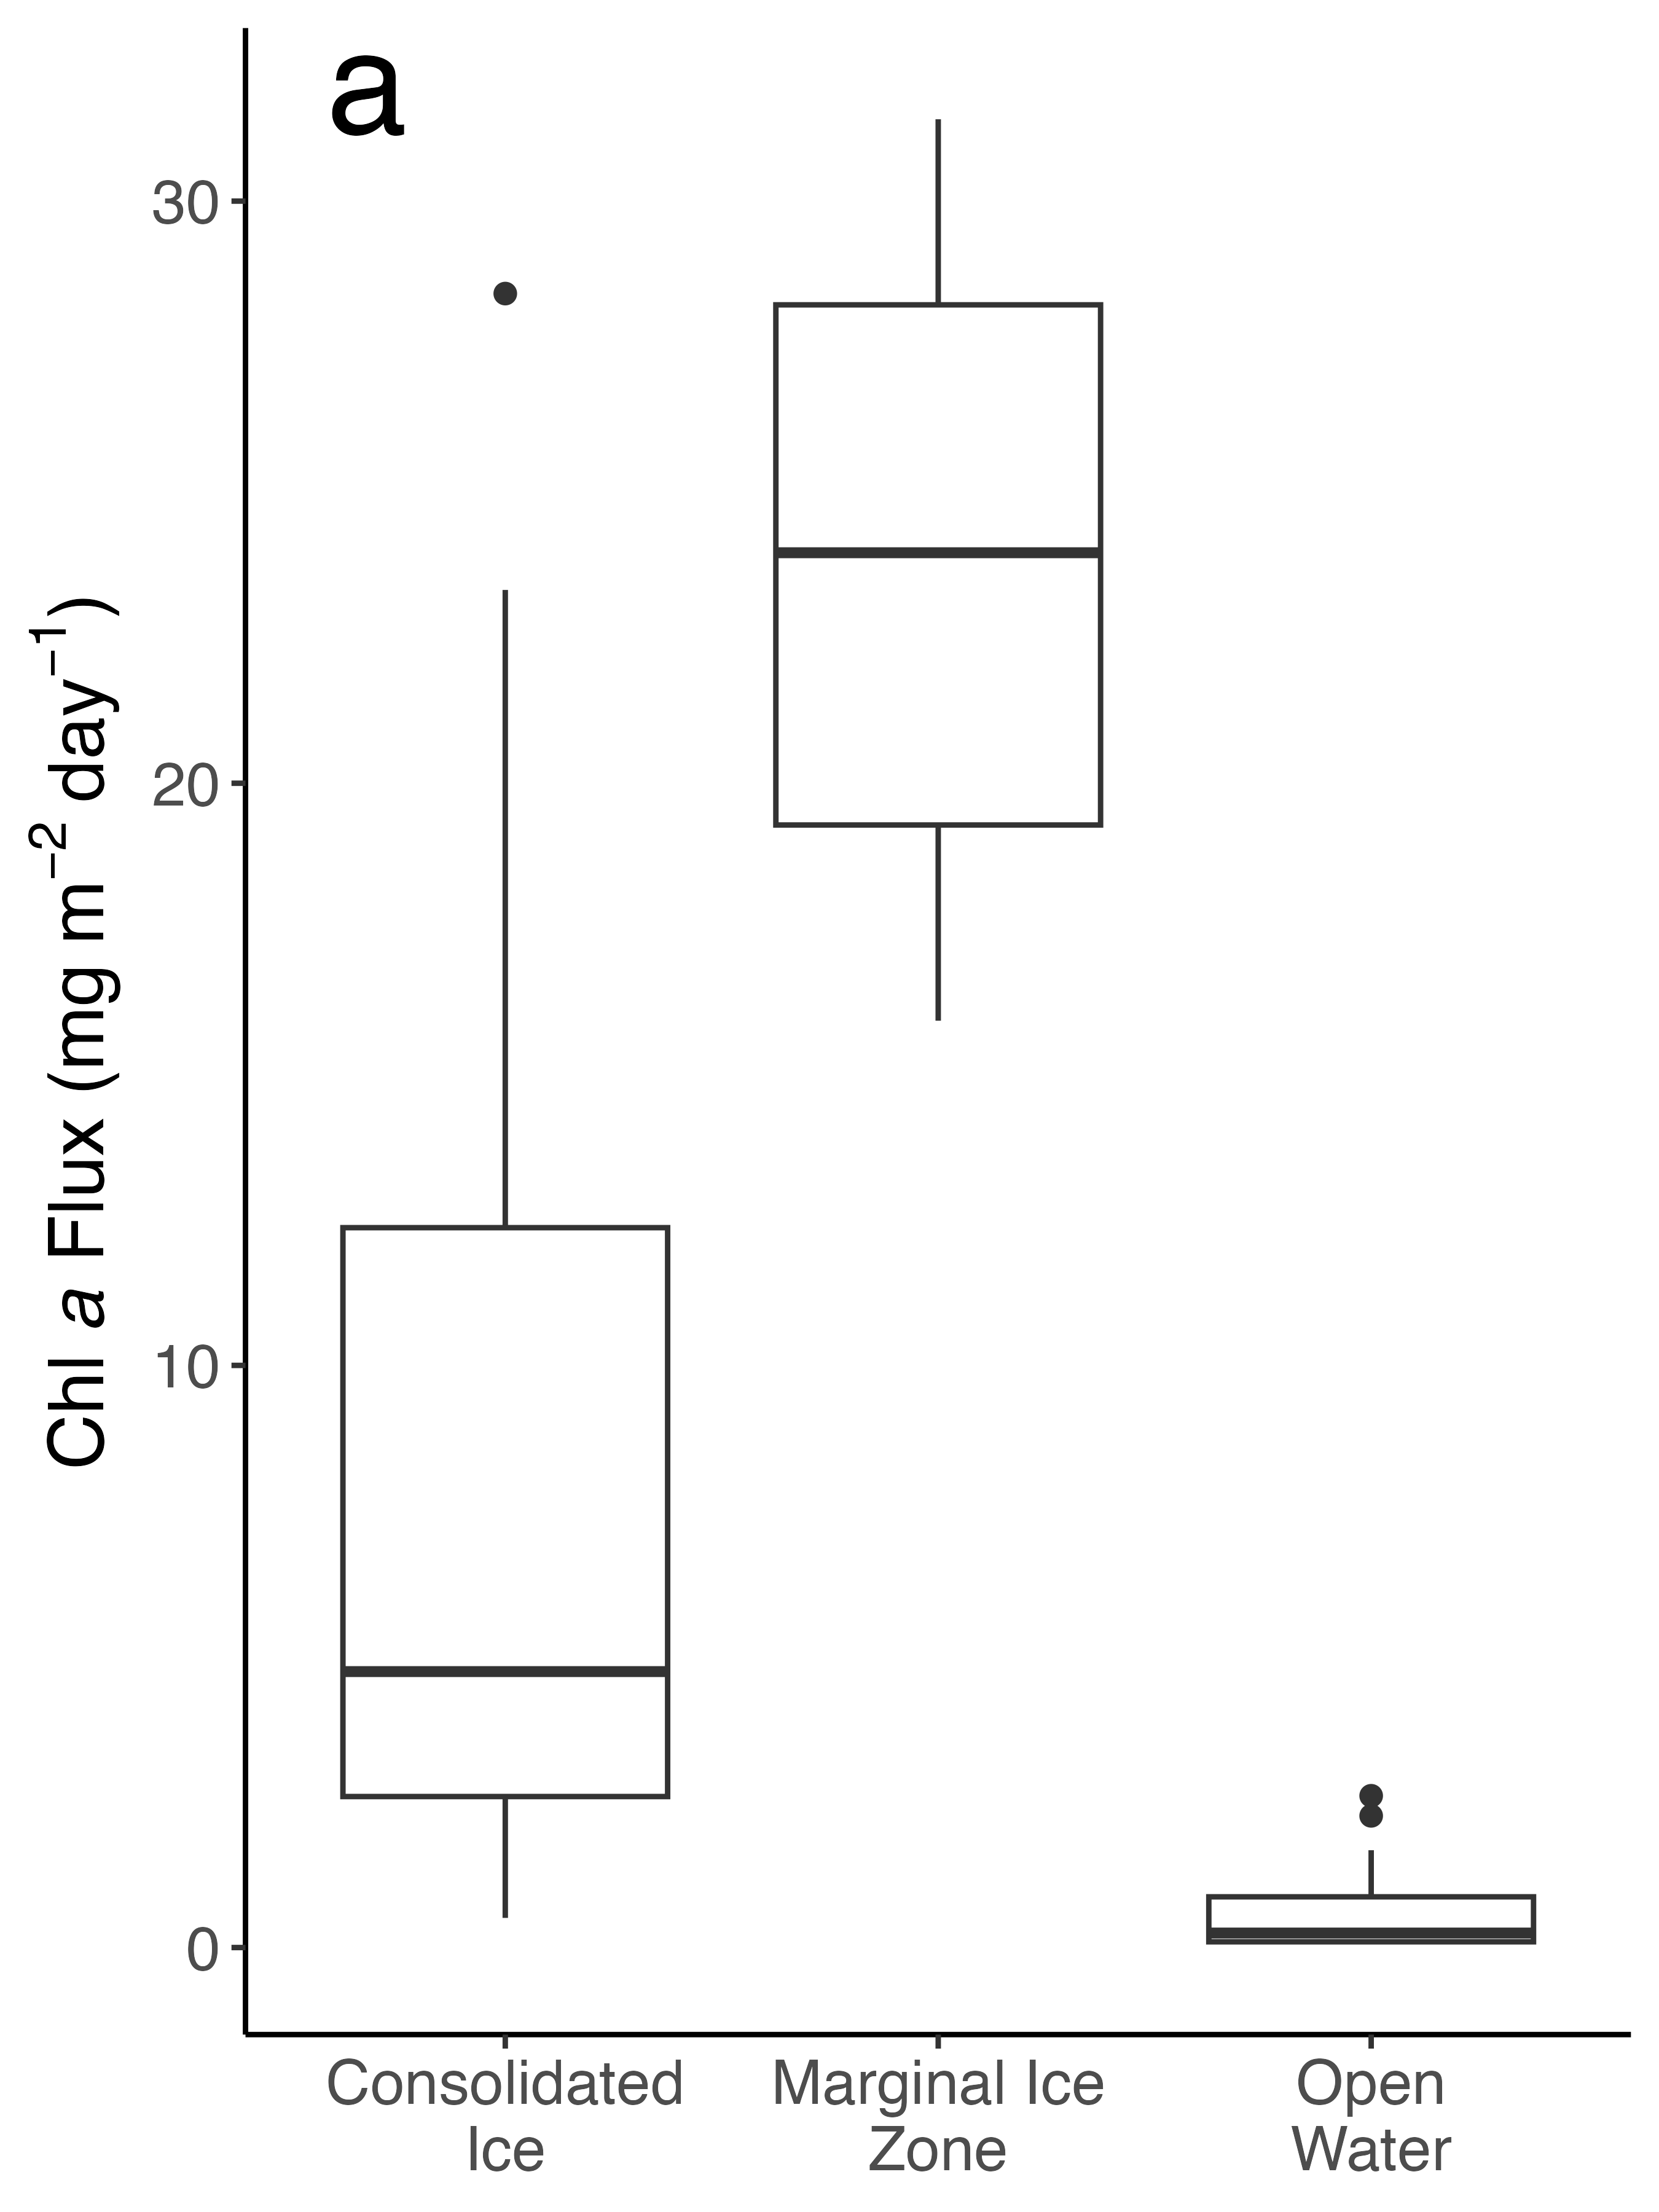 a
Chl a Flux (mg m⁻² day⁻¹)
30
20
10
0
Consolidated
Ice
Marginal Ice
Zone
Open
Water